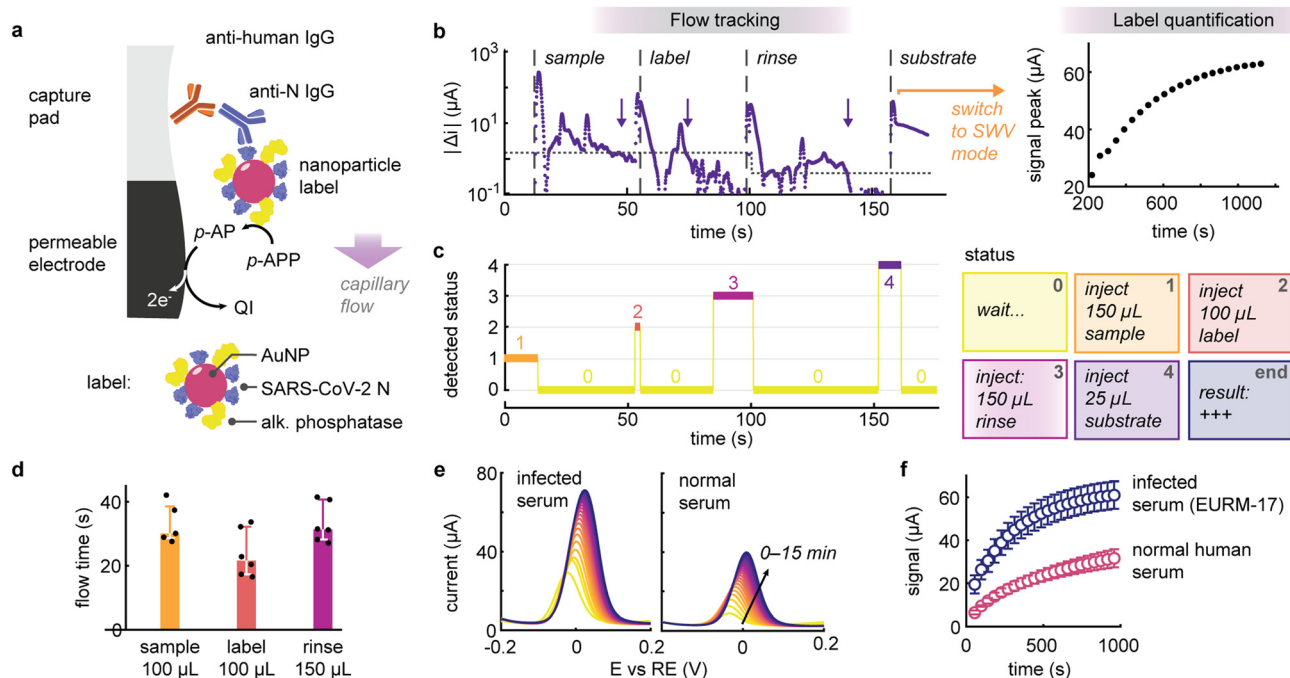 a
anti-human IgG
capture
pad
anti-N IgG
nanoparticle
label
p-AP
p-APP
permeable
electrode
2e-
QI
capillary
flow
label:
AuNP
SARS-CoV-2 N
alk. phosphatase
Flow tracking
Label quantification
b
sample
label
rinse
substrate
switch
to SWV
mode
|Δi| (µA)
10³
10¹
10⁻¹
0
50
100
150
time (s)
signal peak (µA)
60
40
20
200
600
1000
time (s)
c
detected status
4
3
2
1
0
1
0
2
0
3
0
4
0
0
50
100
150
time (s)
status
0
wait...
1
inject
150 µL
sample
2
inject
100 µL
label
3
inject:
150 µL
rinse
4
inject
25 µL
substrate
end
result:
+++
d
flow time (s)
40
20
0
sample
100 µL
label
100 µL
rinse
150 µL
e
current (µA)
80
40
0
infected
serum
normal
serum
0–15 min
-0.2
0
0.2
0
0.2
E vs RE (V)
f
signal (µA)
60
40
20
0
0
500
1000
time (s)
infected
serum (EURM-17)
normal human
serum